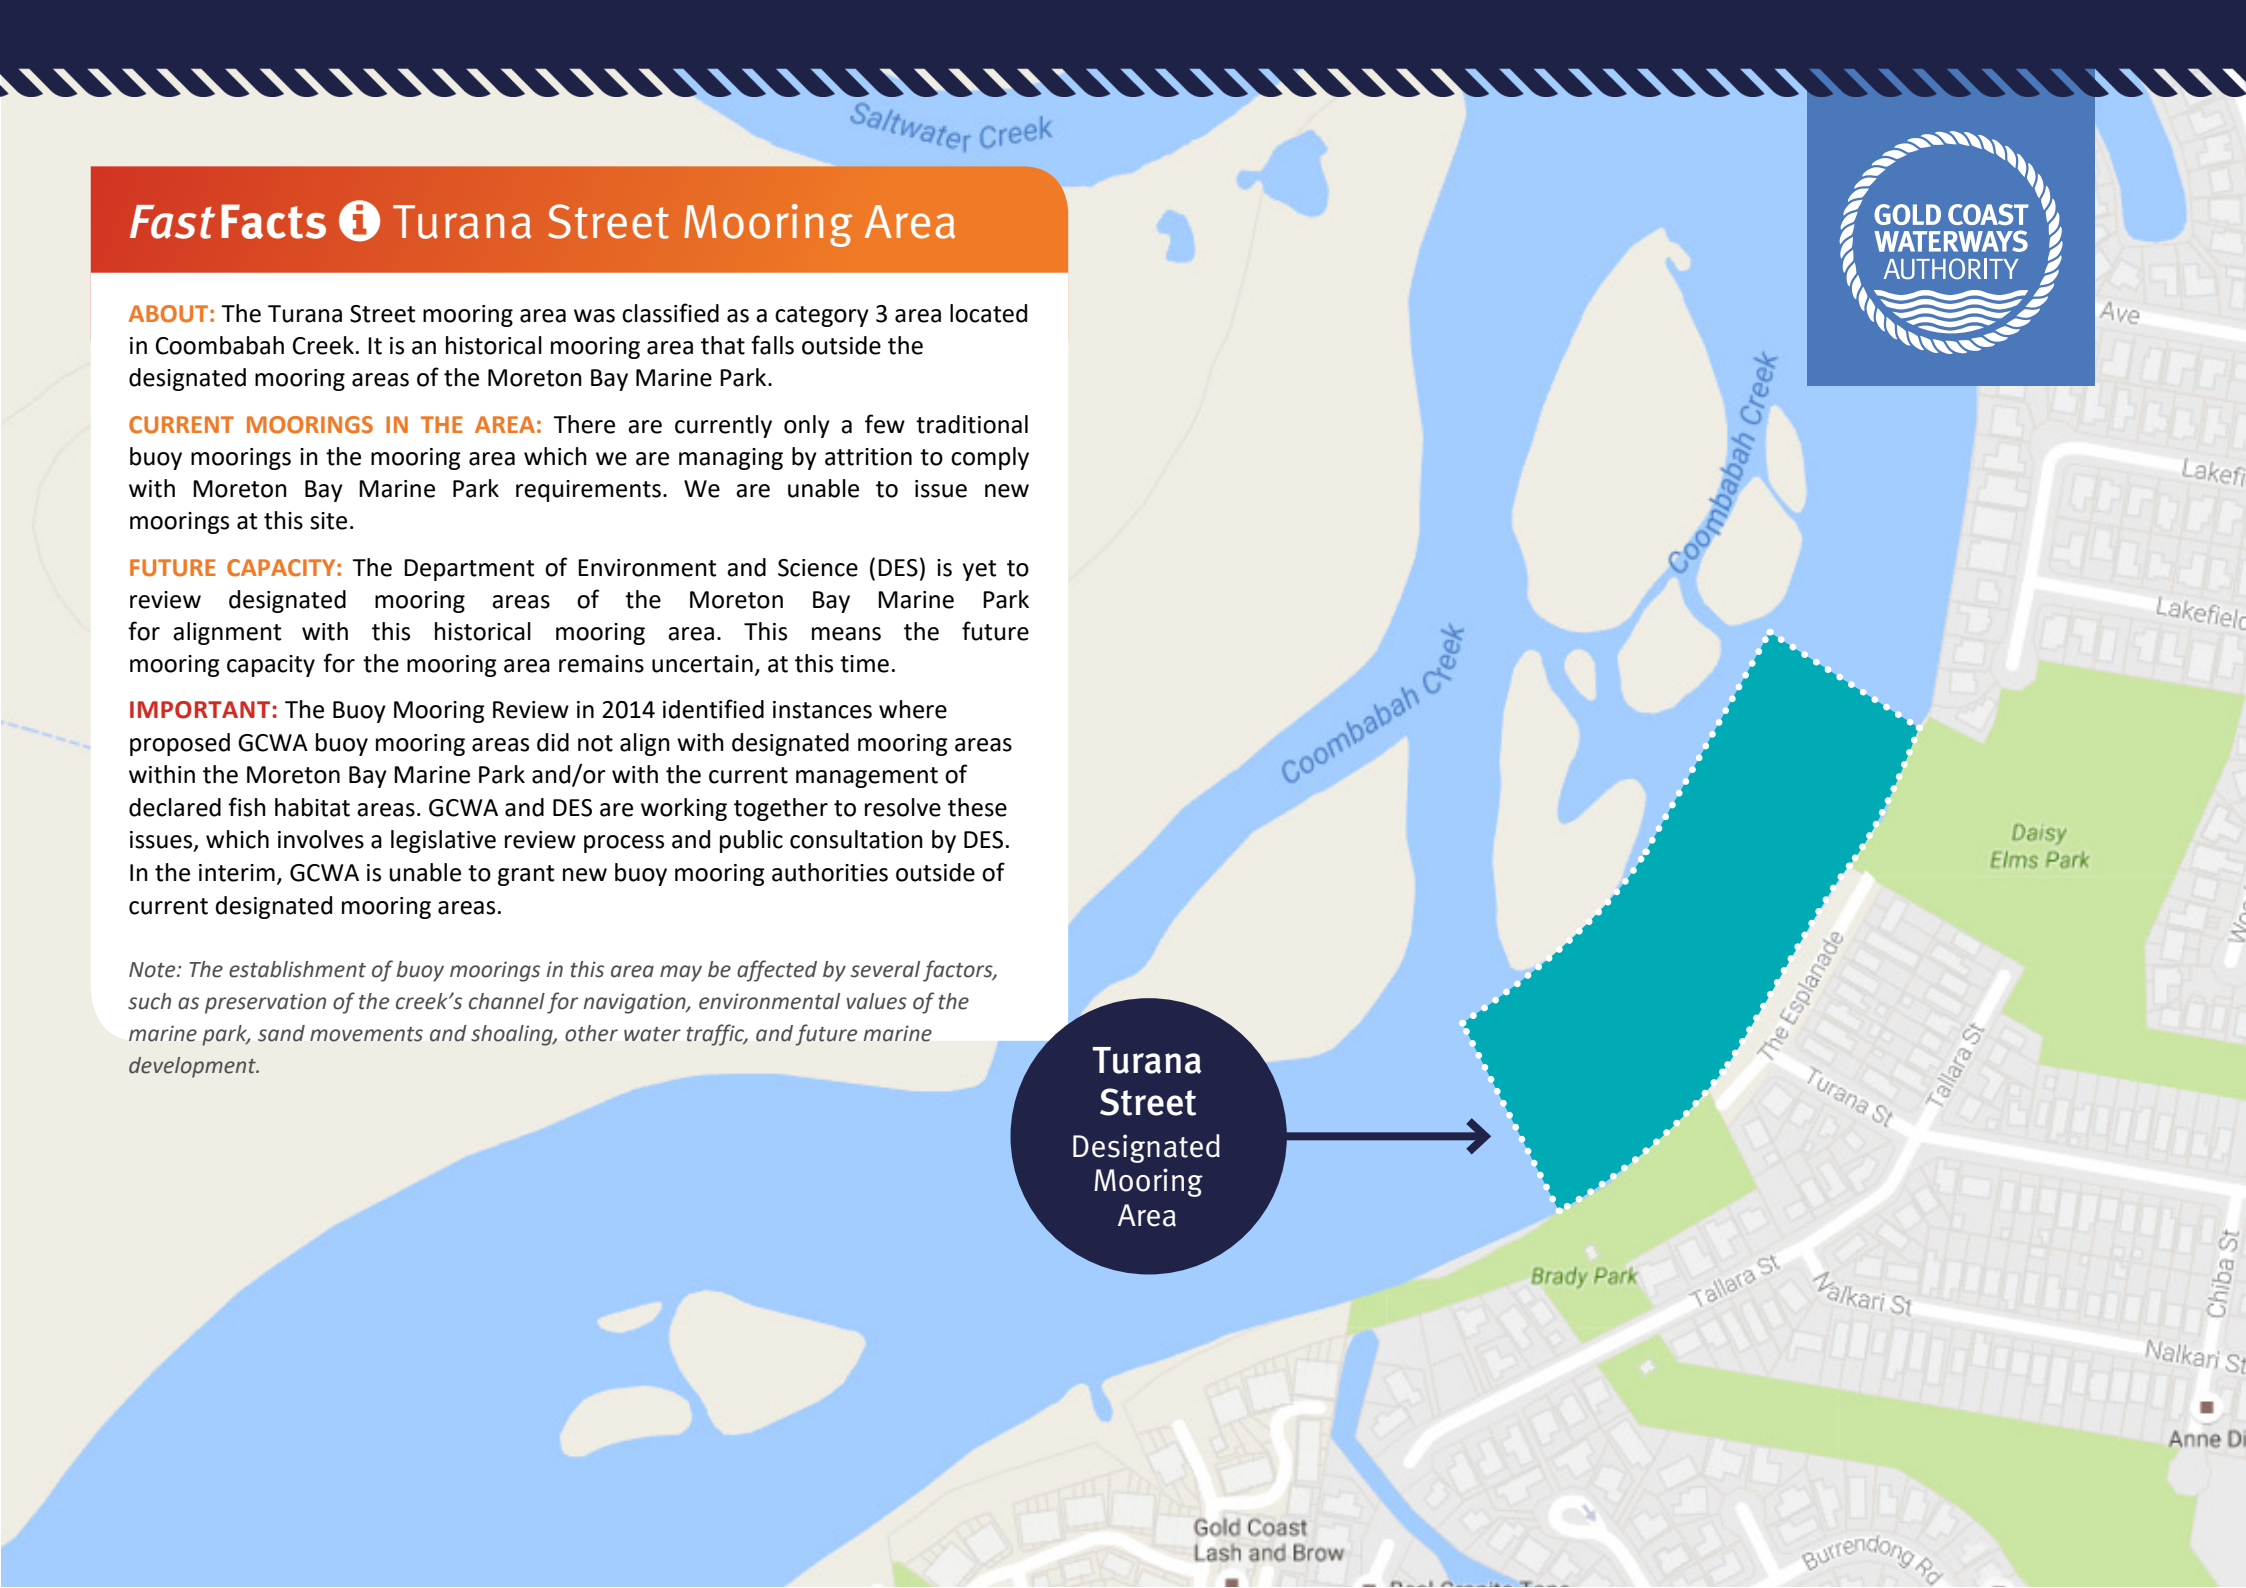 Saltwater Creek
FastFacts i Turana Street Mooring Area
GOLD COAST
WATERWAYS
AUTHORITY
ABOUT: The Turana Street mooring area was classified as a category 3 area located
in Coombabah Creek. It is an historical mooring area that falls outside the
designated mooring areas of the Moreton Bay Marine Park.
CURRENT MOORINGS IN THE AREA: There are currently only a few traditional
buoy moorings in the mooring area which we are managing by attrition to comply
with Moreton Bay Marine Park requirements. We are unable to issue new
moorings at this site.
FUTURE CAPACITY: The Department of Environment and Science (DES) is yet to
review designated mooring areas of the Moreton Bay Marine Park
for alignment with this historical mooring area. This means the future
mooring capacity for the mooring area remains uncertain, at this time.
IMPORTANT: The Buoy Mooring Review in 2014 identified instances where
proposed GCWA buoy mooring areas did not align with designated mooring areas
within the Moreton Bay Marine Park and/or with the current management of
declared fish habitat areas. GCWA and DES are working together to resolve these
issues, which involves a legislative review process and public consultation by DES.
In the interim, GCWA is unable to grant new buoy mooring authorities outside of
current designated mooring areas.
Note: The establishment of buoy moorings in this area may be affected by several factors,
such as preservation of the creek's channel for navigation, environmental values of the
marine park, sand movements and shoaling, other water traffic, and future marine
development.
Ave
Coombabah Creek
Lakefi
Lakefield
Coombabah Creek
Daisy
Elms Park
The Esplanade
Tallara St
Turana St
Turana
Street
Designated
Mooring
Area
Brady Park
Tallara St
Nalkari St
Chiba St
Nalkari St
Anne Di
Gold Coast
Lash and Brow
Burrendong Rd